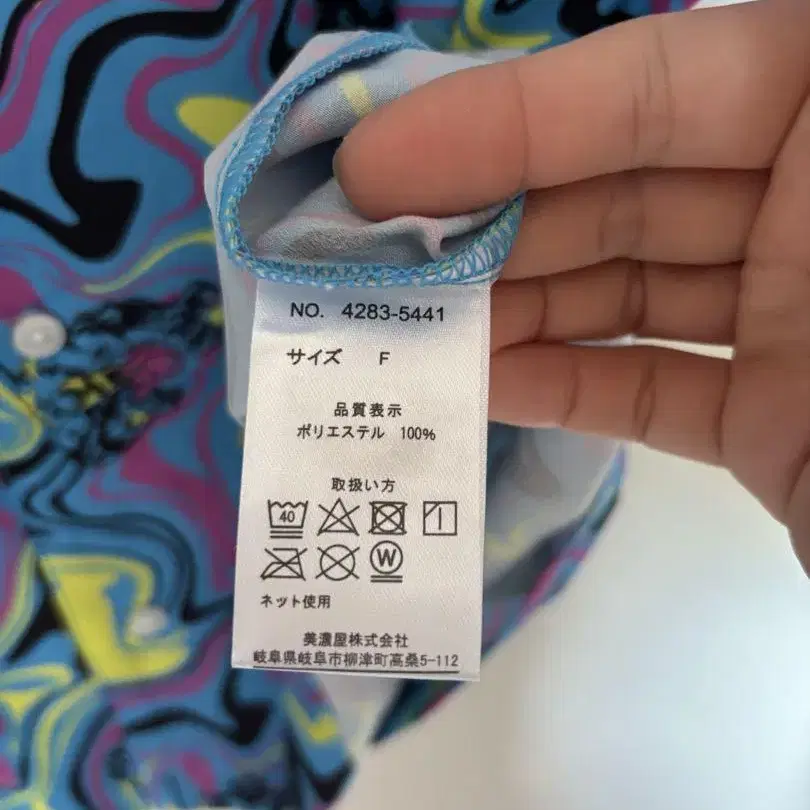 NO. 4283-5441
サイズ F
品質表示
ポリエステル 100%
取扱い方
40
W
ネット使用
美濃屋株式会社
岐阜県岐阜市柳津町高桑5-112